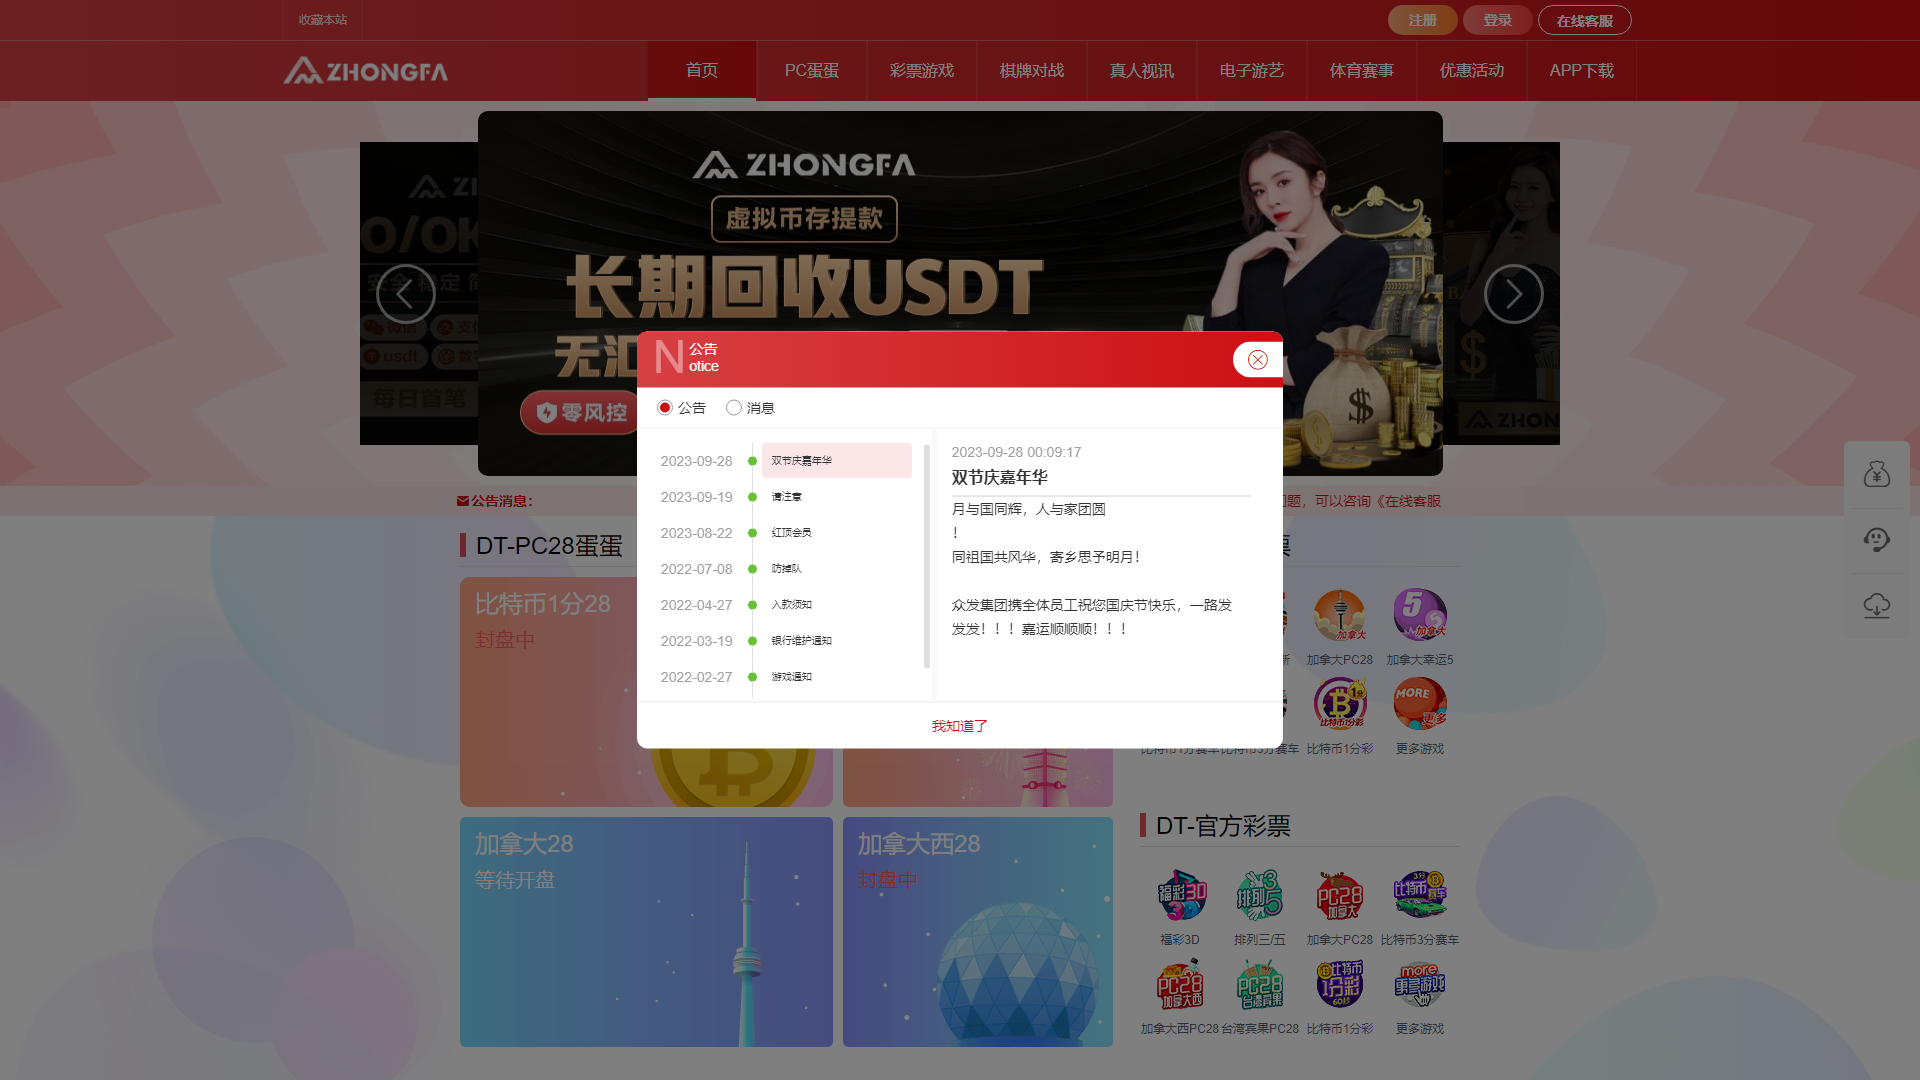 收藏本站
注册
登录
在线客服
ZHONGFA
首页
PC蛋蛋
彩票游戏
棋牌对战
真人视讯
电子游艺
体育赛事
优惠活动
APP下载
ZHONGFA
虚拟币存提款
长期回收USDT
无汇
零风控
O/OK
usdt
每日首笔
ZHON
N 公告
otice
公告
消息
2023-09-28 双节庆嘉年华
2023-09-19 请注意
2023-08-22 红顶会员
2022-07-08 防掉队
2022-04-27 入款须知
2022-03-19 银行维护通知
2022-02-27 游戏通知
2023-09-28 00:09:17
双节庆嘉年华
月与国同辉，人与家团圆
！
同祖国共风华，寄乡思予明月！
众发集团携全体员工祝您国庆节快乐，一路发
发发！！！嘉运顺顺顺！！！
我知道了
公告消息：
题，可以咨询《在线客服
DT-PC28蛋蛋
票
比特币1分28
封盘中
加拿大28
等待开盘
加拿大西28
封盘中
加拿大PC28
加拿大幸运5
比特币1分赛车
比特币3分赛车
比特币1分彩
更多游戏
DT-官方彩票
福彩3D
排列三/五
加拿大PC28
比特币3分赛车
加拿大西PC28
台湾宾果PC28
比特币1分彩
更多游戏